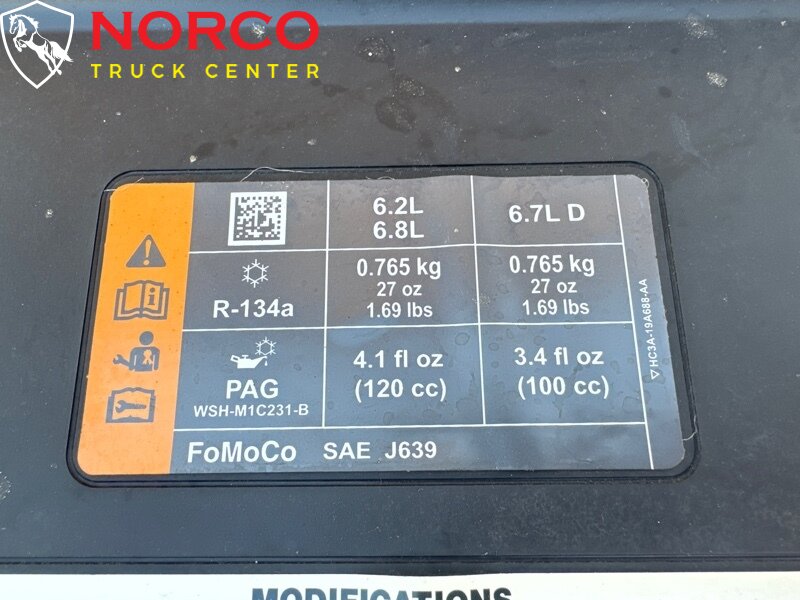 NORCO
TRUCK CENTER
6.2L
6.8L
6.7L D
R-134a
0.765 kg
27 oz
1.69 lbs
0.765 kg
27 oz
1.69 lbs
PAG
WSH-M1C231-B
4.1 fl oz
(120 cc)
3.4 fl oz
(100 cc)
FoMoCo SAE J639
HC3A-19A688-AA
MODIFICATIONS